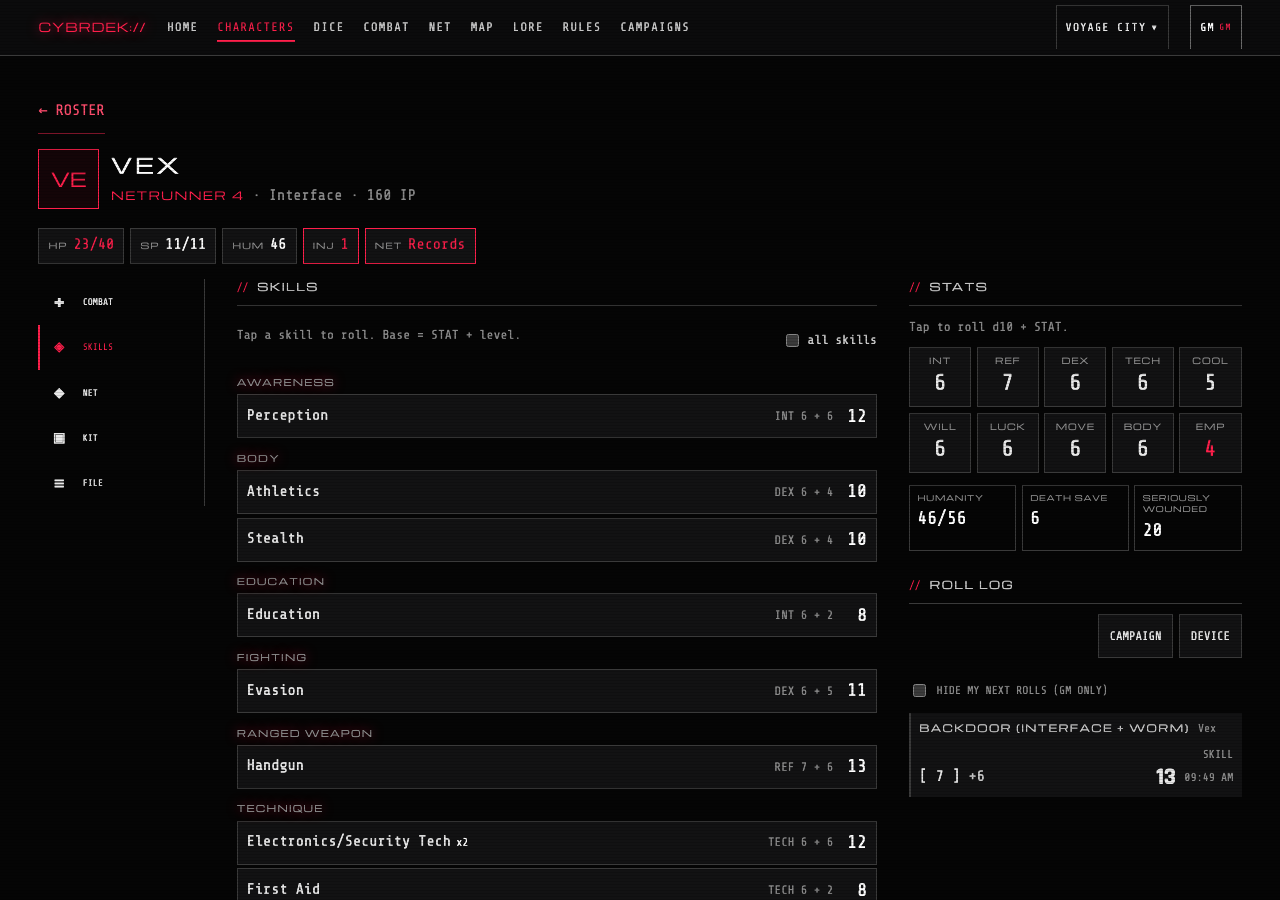 CYBRDEK:// HOME CHARACTERS DICE COMBAT NET MAP LORE RULES CAMPAIGNS VOYAGE CITY ▾ GM GM
← ROSTER
VE
VEX
NETRUNNER 4 · Interface · 160 IP
HP 23/40 SP 11/11 HUM 46 INJ 1 NET Records
COMBAT
SKILLS
NET
KIT
FILE
// SKILLS
Tap a skill to roll. Base = STAT + level.
all skills
AWARENESS
Perception INT 6 + 6 12
BODY
Athletics DEX 6 + 4 10
Stealth DEX 6 + 4 10
EDUCATION
Education INT 6 + 2 8
FIGHTING
Evasion DEX 6 + 5 11
RANGED WEAPON
Handgun REF 7 + 6 13
TECHNIQUE
Electronics/Security Tech x2 TECH 6 + 6 12
First Aid TECH 6 + 2 8
// STATS
Tap to roll d10 + STAT.
INT REF DEX TECH COOL
6 7 6 6 5
WILL LUCK MOVE BODY EMP
6 6 6 6 4
HUMANITY
46/56
DEATH SAVE
6
SERIOUSLY
WOUNDED
20
// ROLL LOG
CAMPAIGN DEVICE
HIDE MY NEXT ROLLS (GM ONLY)
BACKDOOR (INTERFACE + WORM) Vex
SKILL
[ 7 ] +6 13 09:49 AM